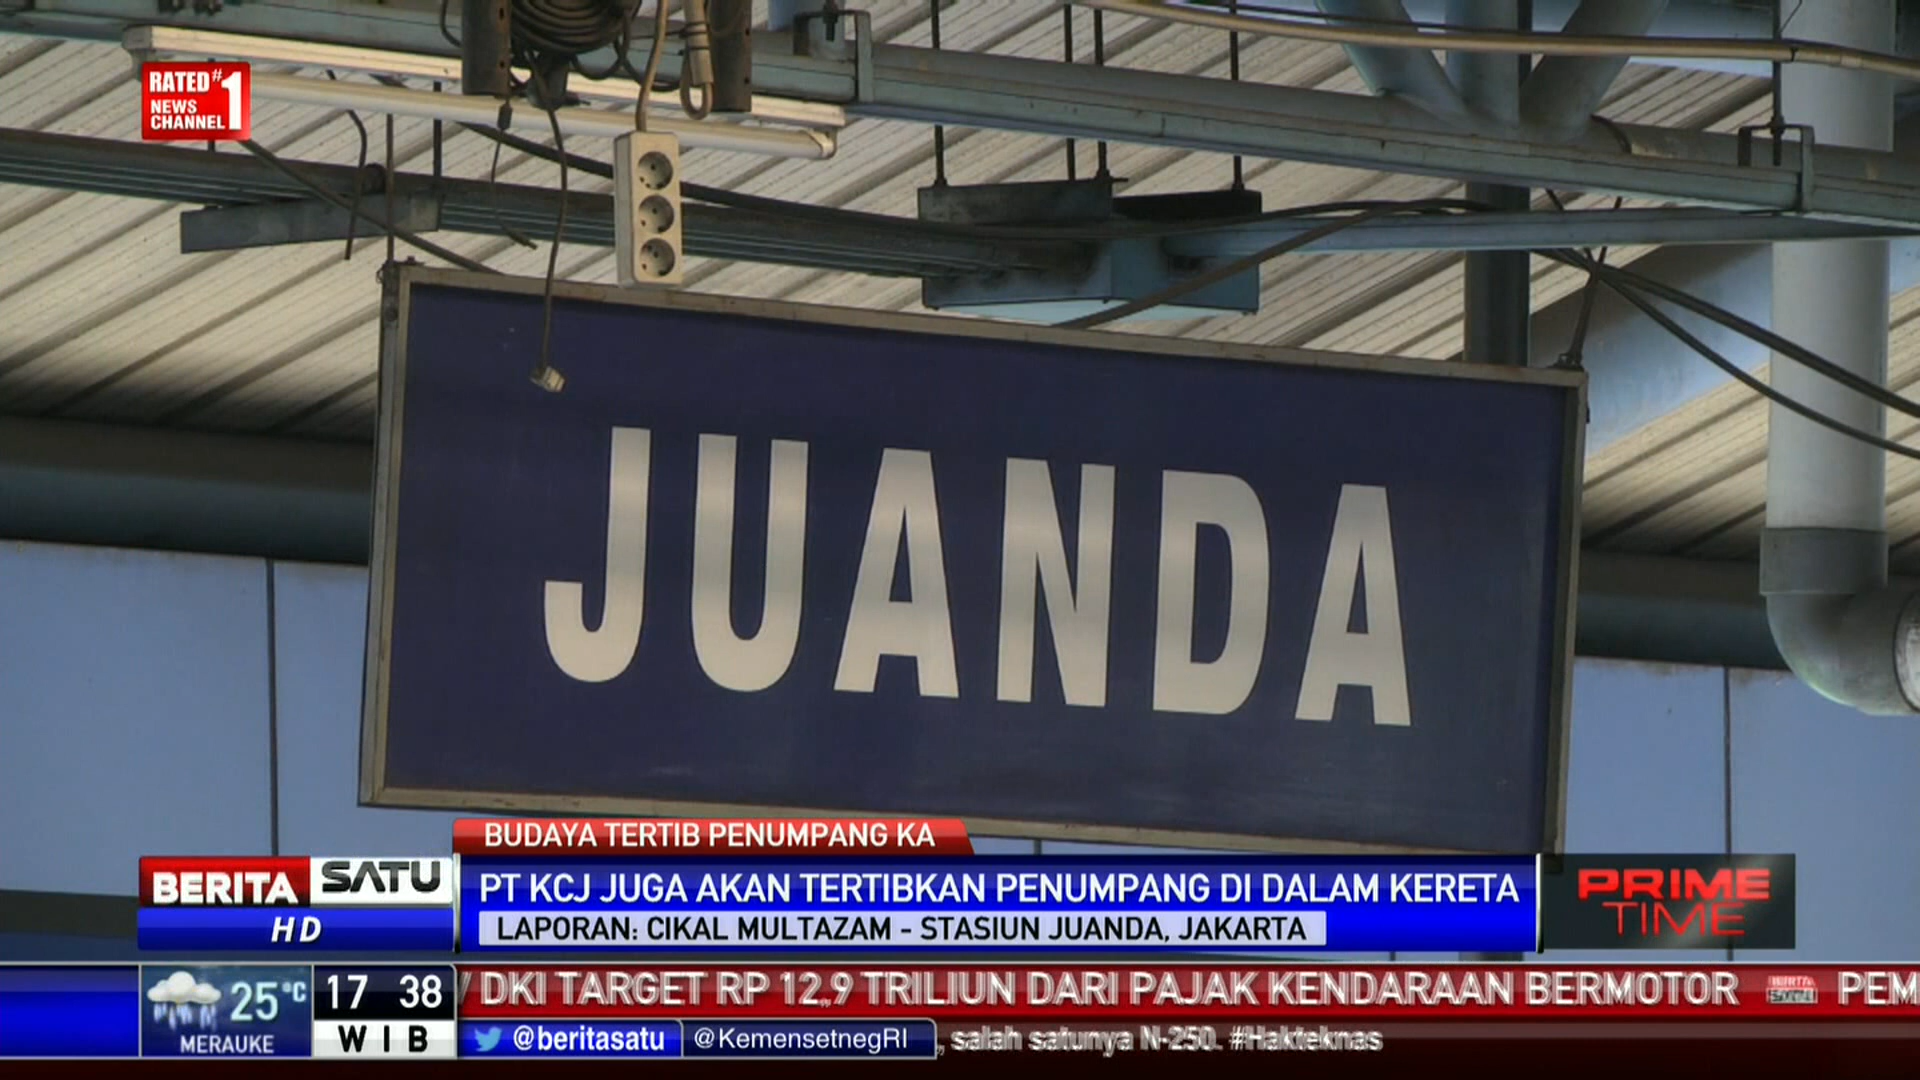 RATED #1
NEWS
CHANNEL
JUANDA
BUDAYA TERTIB PENUMPANG KA
BERITA SATU
HD
PT KCJ JUGA AKAN TERTIBKAN PENUMPANG DI DALAM KERETA
LAPORAN: CIKAL MULTAZAM - STASIUN JUANDA, JAKARTA
PRIME
TIME
25°C
MERAUKE
17 38
WIB
/ DKI TARGET RP 12,9 TRILIUN DARI PAJAK KENDARAAN BERMOTOR BERITA SATU PEM
@beritasatu @KemensetnegRI , salah satunya N-250. #Hakteknas